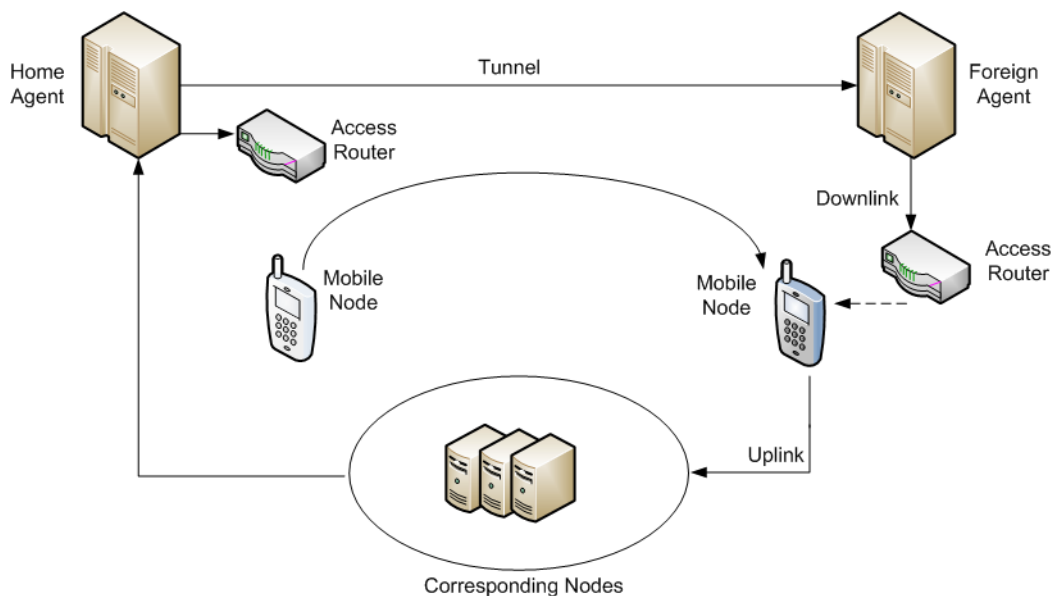 Home
Agent
Tunnel
Foreign
Agent
Access
Router
Downlink
Access
Router
Mobile
Node
Mobile
Node
Uplink
Corresponding Nodes